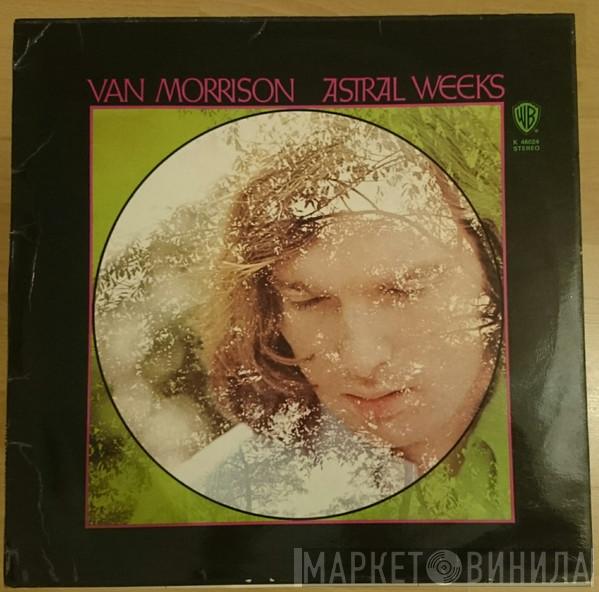 VAN MORRISON ASTRAL WEEKS
WB
K 46024
STEREO
МАРКЕТ ВИНИЛА